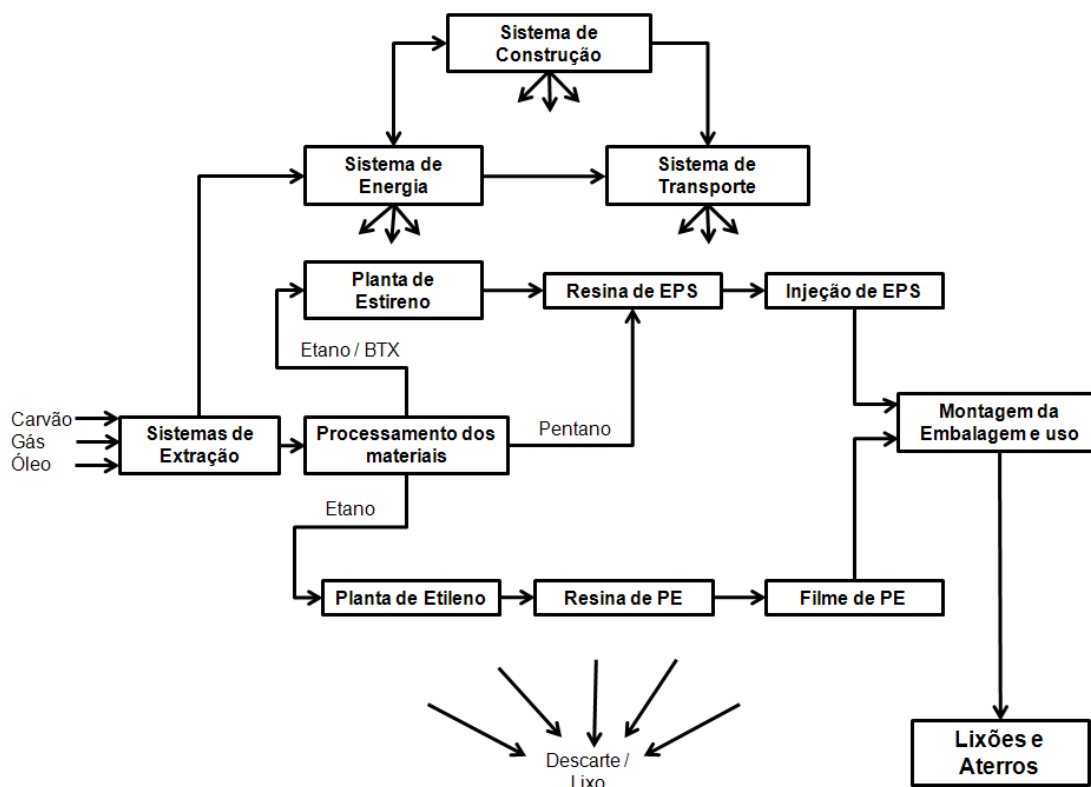 Sistema de
Construção
Sistema de
Energia
Sistema de
Transporte
Planta de
Estireno
Resina de EPS
Injeção de EPS
Etano / BTX
Carvão
Gás
Óleo
Sistemas de
Extração
Processamento dos
materiais
Pentano
Montagem da
Embalagem e uso
Etano
Planta de Etileno
Resina de PE
Filme de PE
Descarte /
Lixo
Lixões e
Aterros